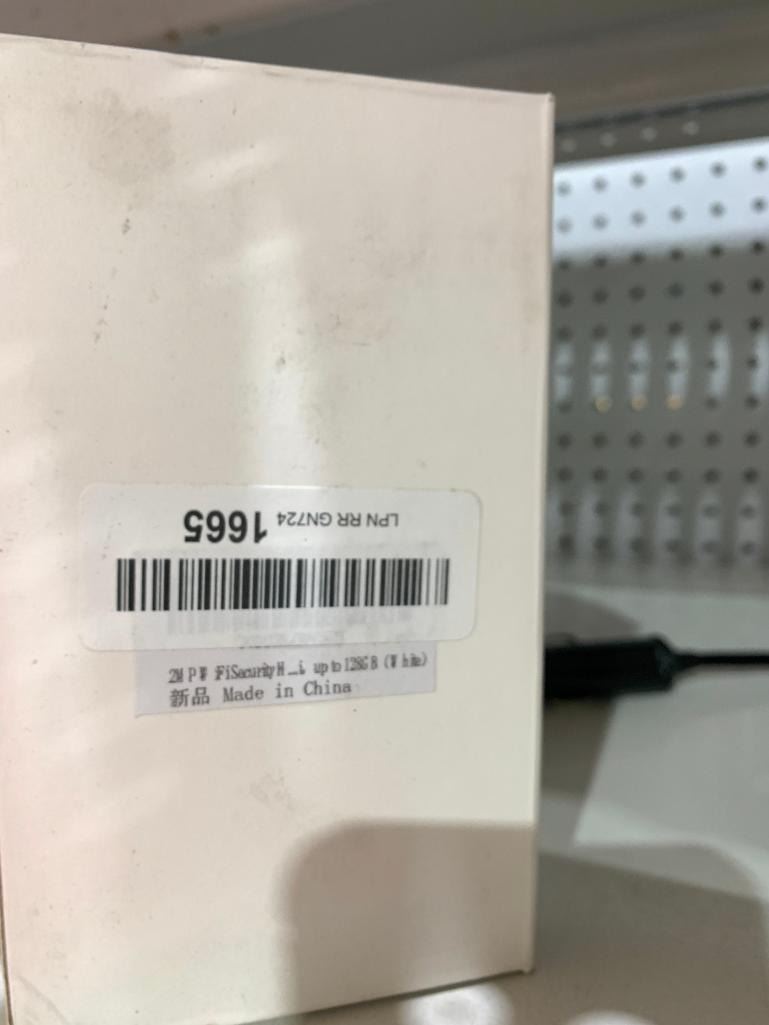 LPN RR GN724 1665
2MP WiFi Security H...i, up to 128GB (White)
新品 Made in China